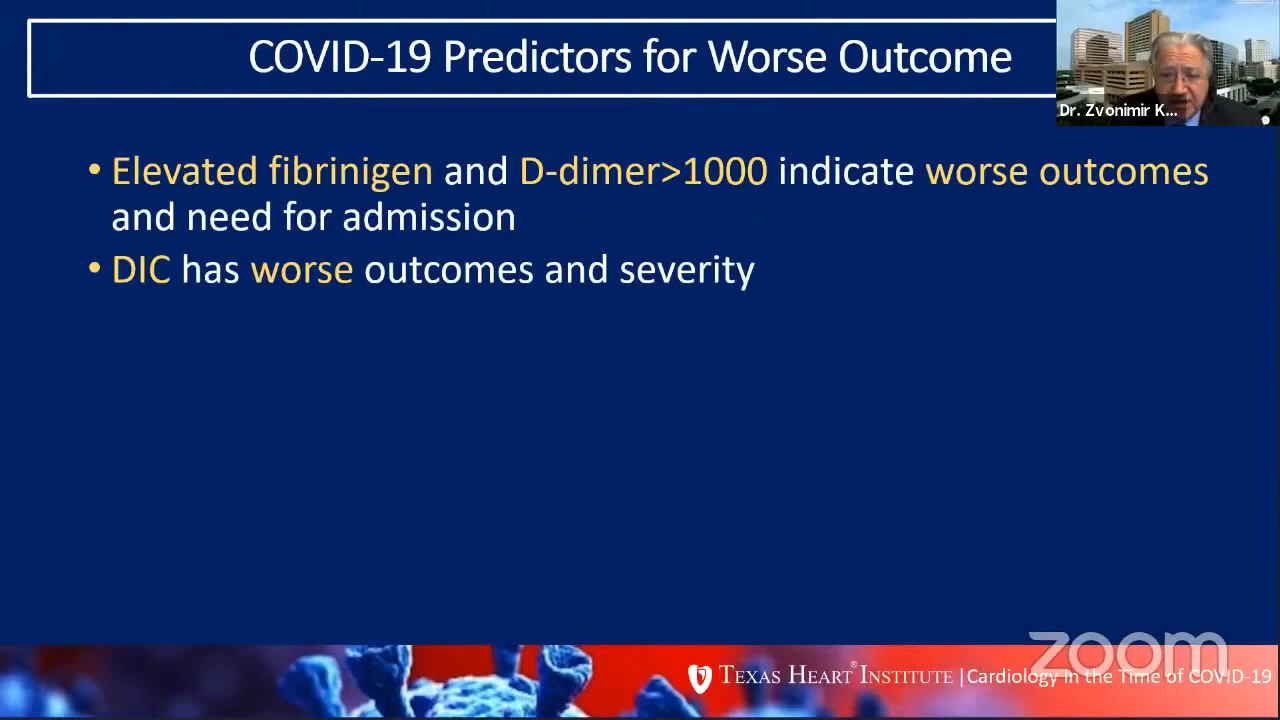 COVID-19 Predictors for Worse Outcome
Dr. Zvonimir K...
• Elevated fibrinigen and D-dimer>1000 indicate worse outcomes
and need for admission
• DIC has worse outcomes and severity
zoom
TEXAS HEART® INSTITUTE |Cardiology In the Time of COVID-19